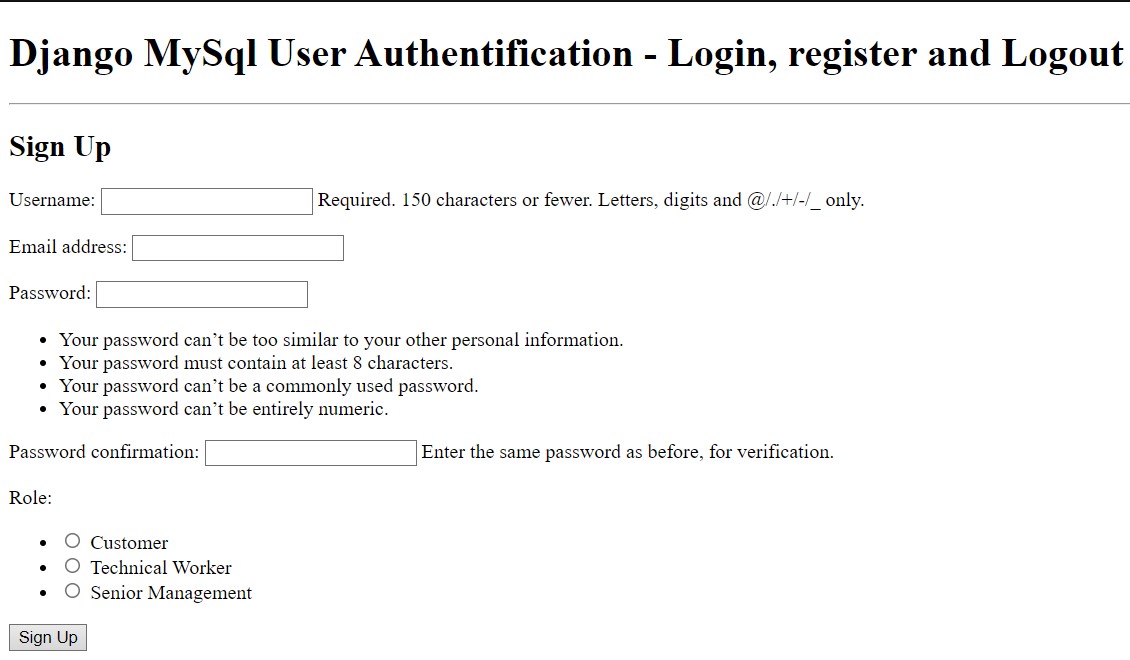 Django MySql User Authentification - Login, register and Logout
Sign Up
Username: Required. 150 characters or fewer. Letters, digits and @/./+/-/_ only.
Email address:
Password:
Your password can’t be too similar to your other personal information.
Your password must contain at least 8 characters.
Your password can’t be a commonly used password.
Your password can’t be entirely numeric.
Password confirmation: Enter the same password as before, for verification.
Role:
Customer
Technical Worker
Senior Management
Sign Up